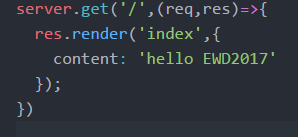 server.get('/',(req,res)=>{
  res.render('index',{
    content: 'hello EWD2017'
  });
})